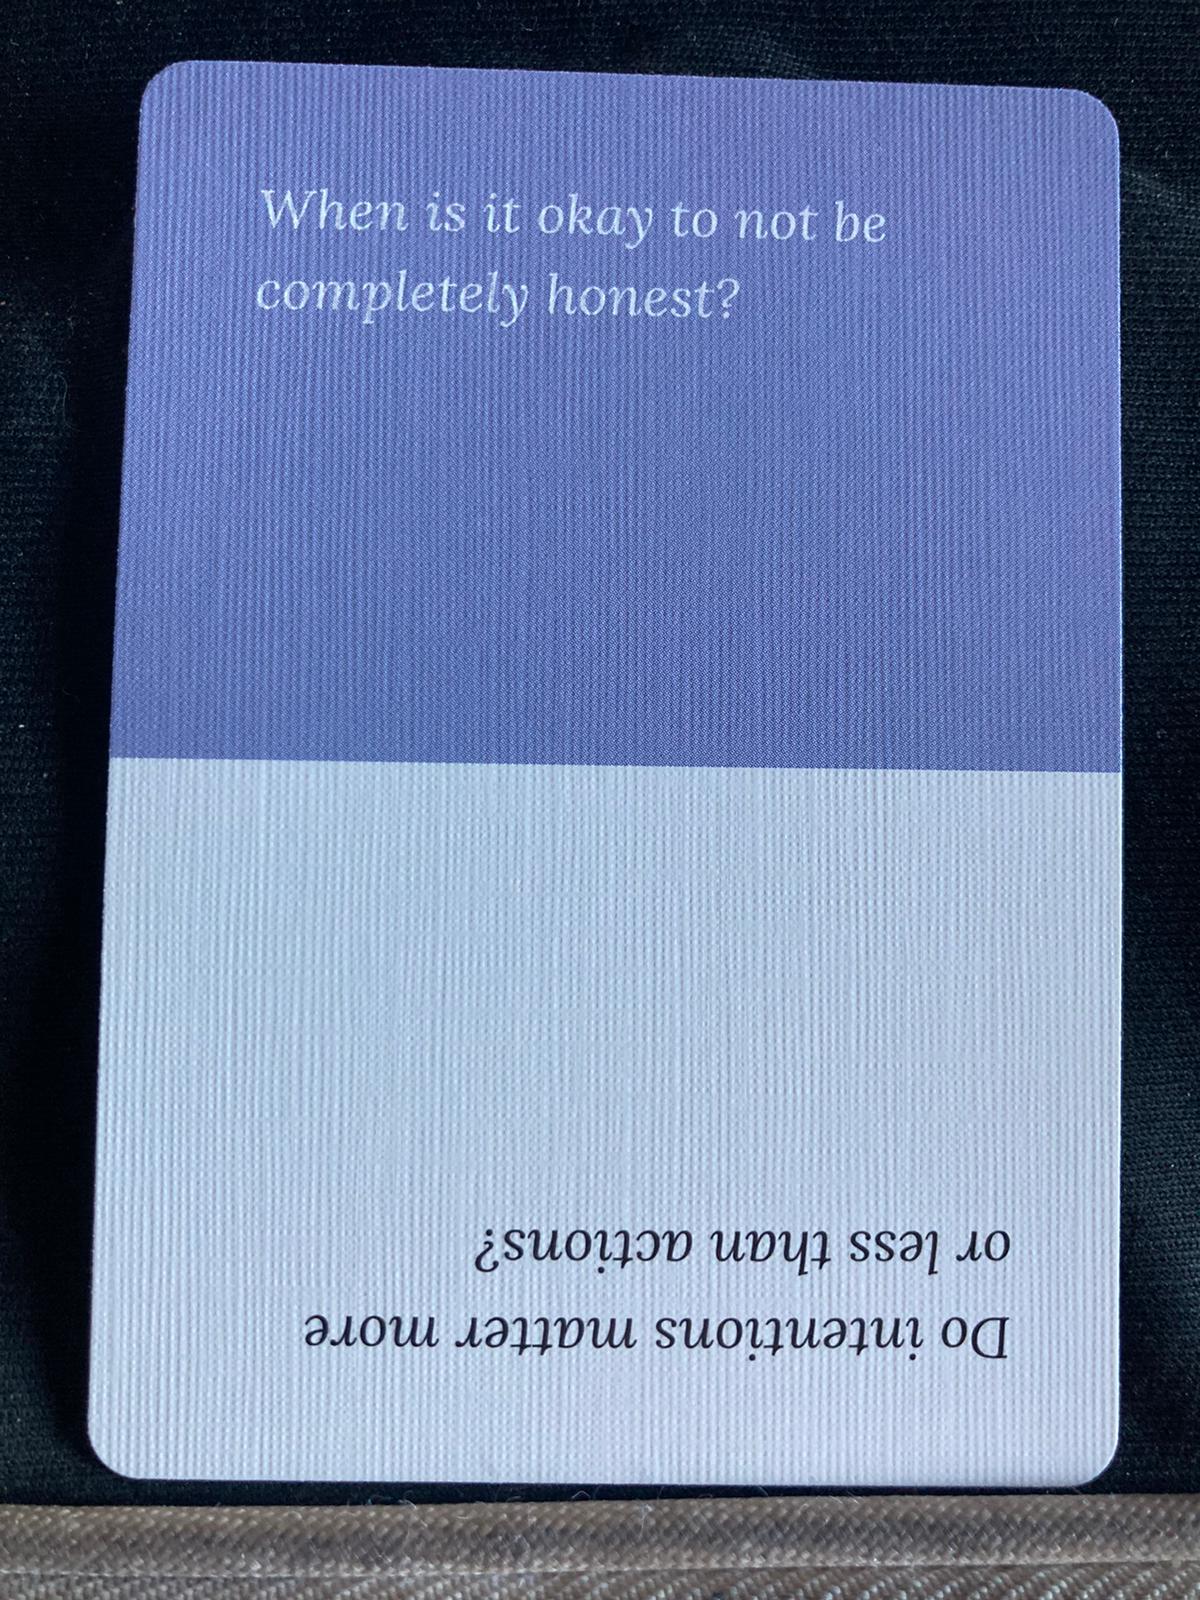 When is it okay to not be
completely honest?
Do intentions matter more
or less than actions?